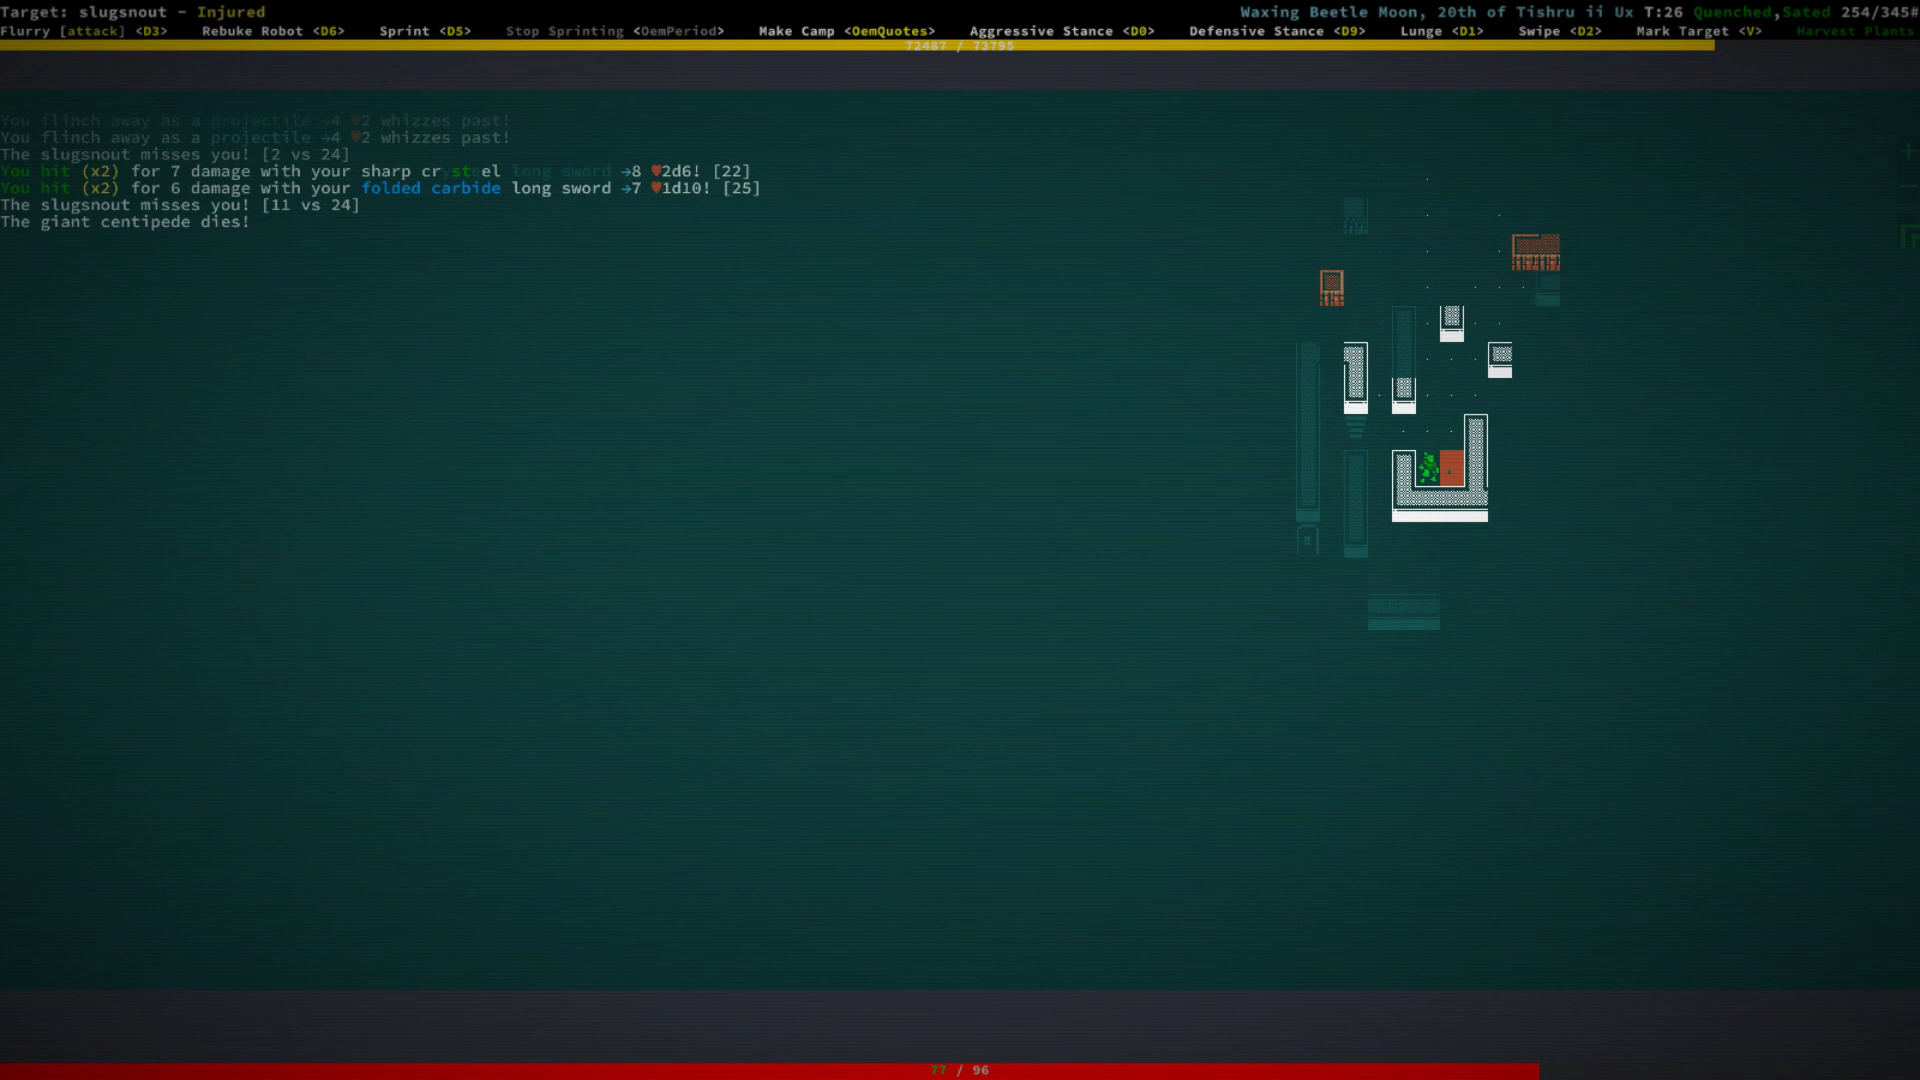 Target: slugsnout - Injured
Waxing Beetle Moon, 20th of Tishru ii Ux T:26 Quenched,Sated 254/345#
Flurry [attack] <D3> Rebuke Robot <D6> Sprint <D5> Stop Sprinting <OemPeriod> Make Camp <OemQuotes> Aggressive Stance <D0> Defensive Stance <D9> Lunge <D1> Swipe <D2> Mark Target <V> Harvest Plants
72487 / 73795
You flinch away as a projectile →4 ♥2 whizzes past!
You flinch away as a projectile →4 ♥2 whizzes past!
The slugsnout misses you! [2 vs 24]
You hit (x2) for 7 damage with your sharp crysteel long sword →8 ♥2d6! [22]
You hit (x2) for 6 damage with your folded carbide long sword →7 ♥1d10! [25]
The slugsnout misses you! [11 vs 24]
The giant centipede dies!
77 / 96